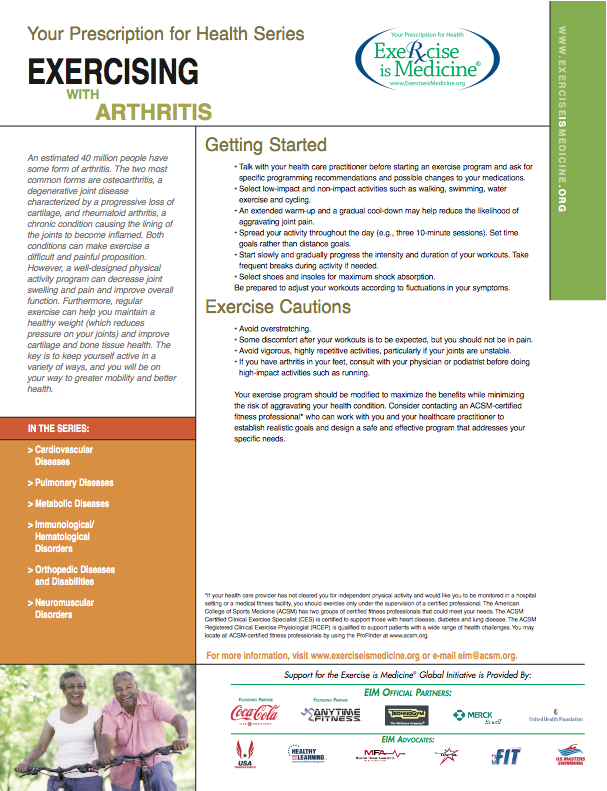 Your Prescription for Health Series
EXERCISING
WITH
ARTHRITIS
Your Prescription for Health
ExeRxcise
is Medicine®
www.ExerciseisMedicine.org
WWW.EXERCISEISMEDICINE.ORG
An estimated 40 million people have
some form of arthritis. The two most
common forms are osteoarthritis, a
degenerative joint disease
characterized by a progressive loss of
cartilage, and rheumatoid arthritis, a
chronic condition causing the lining of
the joints to become inflamed. Both
conditions can make exercise a
difficult and painful proposition.
However, a well-designed physical
activity program can decrease joint
swelling and pain and improve overall
function. Furthermore, regular
exercise can help you maintain a
healthy weight (which reduces
pressure on your joints) and improve
cartilage and bone tissue health. The
key is to keep yourself active in a
variety of ways, and you will be on
your way to greater mobility and better
health.
IN THE SERIES:
> Cardiovascular
Diseases
> Pulmonary Diseases
> Metabolic Diseases
> Immunological/
Hematological
Disorders
> Orthopedic Diseases
and Disabilities
> Neuromuscular
Disorders
Getting Started
• Talk with your health care practitioner before starting an exercise program and ask for
specific programming recommendations and possible changes to your medications.
• Select low-impact and non-impact activities such as walking, swimming, water
exercise and cycling.
• An extended warm-up and a gradual cool-down may help reduce the likelihood of
aggravating joint pain.
• Spread your activity throughout the day (e.g., three 10-minute sessions). Set time
goals rather than distance goals.
• Start slowly and gradually progress the intensity and duration of your workouts. Take
frequent breaks during activity if needed.
• Select shoes and insoles for maximum shock absorption.
Be prepared to adjust your workouts according to fluctuations in your symptoms.
Exercise Cautions
• Avoid overstretching.
• Some discomfort after your workouts is to be expected, but you should not be in pain.
• Avoid vigorous, highly repetitive activities, particularly if your joints are unstable.
• If you have arthritis in your feet, consult with your physician or podiatrist before doing
high-impact activities such as running.
Your exercise program should be modified to maximize the benefits while minimizing
the risk of aggravating your health condition. Consider contacting an ACSM-certified
fitness professional* who can work with you and your healthcare practitioner to
establish realistic goals and design a safe and effective program that addresses your
specific needs.
*If your health care provider has not cleared you for independent physical activity and would like you to be monitored in a hospital
setting or a medical fitness facility, you should exercise only under the supervision of a certified professional. The American
College of Sports Medicine (ACSM) has two groups of certified fitness professionals that could meet your needs. The ACSM
Certified Clinical Exercise Specialist (CES) is certified to support those with heart disease, diabetes and lung disease. The ACSM
Registered Clinical Exercise Physiologist (RCEP) is qualified to support patients with a wide range of health challenges. You may
locate all ACSM-certified fitness professionals by using the ProFinder at www.acsm.org.
For more information, visit www.exerciseismedicine.org or e-mail eim@acsm.org.
Support for the Exercise is Medicine® Global Initiative is Provided By:
EIM OFFICIAL PARTNERS:
FOUNDING PARTNER
Coca-Cola
FOUNDING PARTNER
ANYTIME
FITNESS
TECHNOGYM
The Wellness Company
MERCK
Be well
United Health Foundation
EIM ADVOCATES:
USA
HEALTHY
LEARNING
MFA
FIT
U.S. MASTERS
SWIMMING